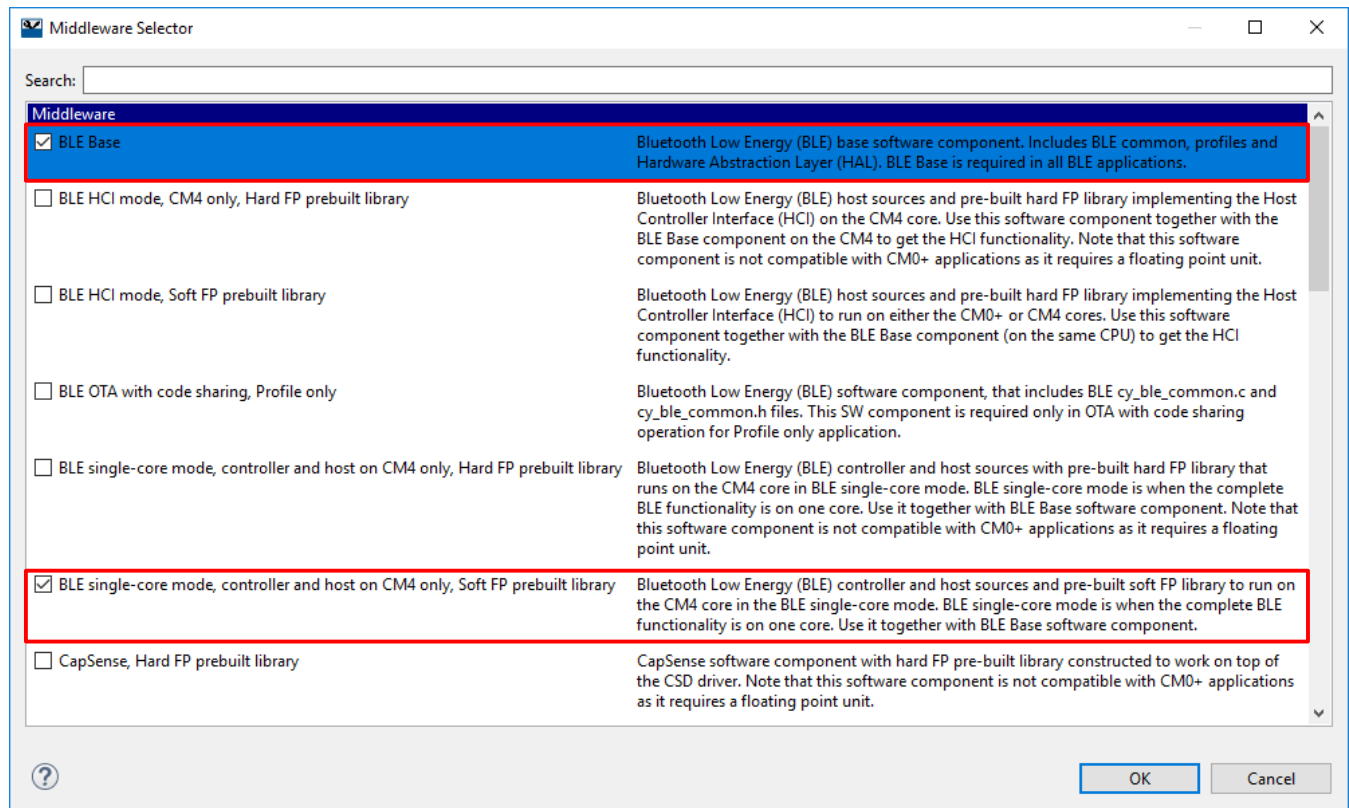 Middleware Selector
Search:
Middleware
BLE Base
Bluetooth Low Energy (BLE) base software component. Includes BLE common, profiles and
Hardware Abstraction Layer (HAL). BLE Base is required in all BLE applications.
BLE HCI mode, CM4 only, Hard FP prebuilt library
Bluetooth Low Energy (BLE) host sources and pre-built hard FP library implementing the Host
Controller Interface (HCI) on the CM4 core. Use this software component together with the
BLE Base component on the CM4 to get the HCI functionality. Note that this software
component is not compatible with CM0+ applications as it requires a floating point unit.
BLE HCI mode, Soft FP prebuilt library
Bluetooth Low Energy (BLE) host sources and pre-built hard FP library implementing the Host
Controller Interface (HCI) to run on either the CM0+ or CM4 cores. Use this software
component together with the BLE Base component (on the same CPU) to get the HCI
functionality.
BLE OTA with code sharing, Profile only
Bluetooth Low Energy (BLE) software component, that includes BLE cy_ble_common.c and
cy_ble_common.h files. This SW component is required only in OTA with code sharing
operation for Profile only application.
BLE single-core mode, controller and host on CM4 only, Hard FP prebuilt library
Bluetooth Low Energy (BLE) controller and host sources with pre-built hard FP library that
runs on the CM4 core in BLE single-core mode. BLE single-core mode is when the complete
BLE functionality is on one core. Use it together with BLE Base software component. Note that
this software component is not compatible with CM0+ applications as it requires a floating
point unit.
BLE single-core mode, controller and host on CM4 only, Soft FP prebuilt library
Bluetooth Low Energy (BLE) controller and host sources and pre-built soft FP library to run on
the CM4 core in the BLE single-core mode. BLE single-core mode is when the complete BLE
functionality is on one core. Use it together with BLE Base software component.
CapSense, Hard FP prebuilt library
CapSense software component with hard FP pre-built library constructed to work on top of
the CSD driver. Note that this software component is not compatible with CM0+ applications
as it requires a floating point unit.
?
OK
Cancel